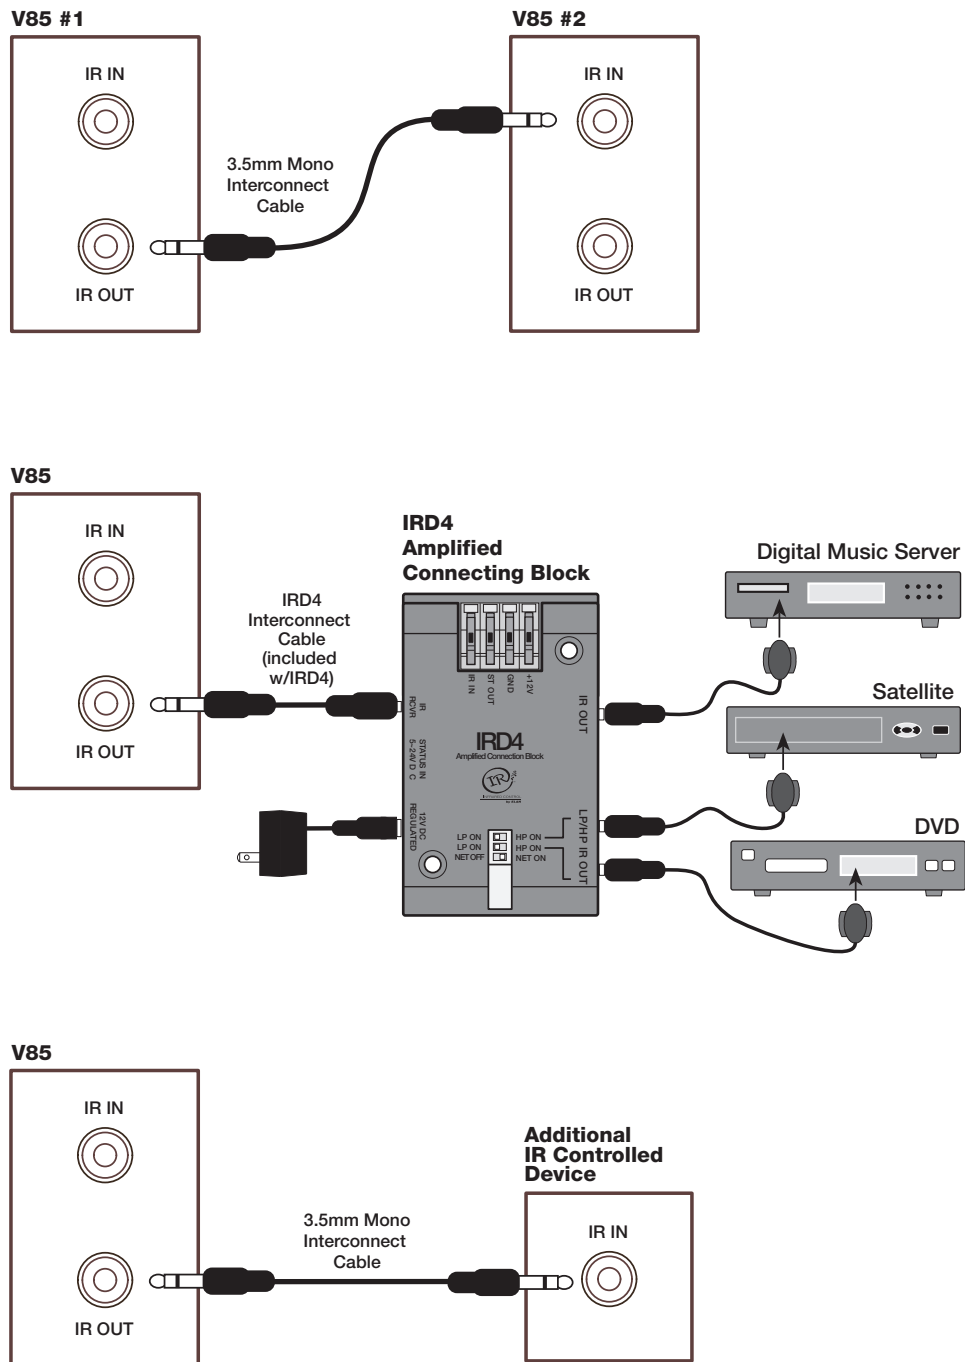 V85 #1
V85 #2
IR IN
IR IN
3.5mm Mono
Interconnect
Cable
IR OUT
IR OUT
V85
IR IN
IRD4
Interconnect
Cable
(included
w/IRD4)
IR OUT
IRD4
Amplified
Connecting Block
IR IN
ST OUT
GND
+12V
IR
RCVR
IR OUT
STATUS IN
5~24V D C
IRD4
Amplified Connection Block
IR
12V DC
REGULATED
LP/HP IR OUT
LP ON
HP ON
LP ON
HP ON
NET OFF
NET ON
Digital Music Server
Satellite
DVD
V85
IR IN
3.5mm Mono
Interconnect
Cable
IR OUT
Additional
IR Controlled
Device
IR IN